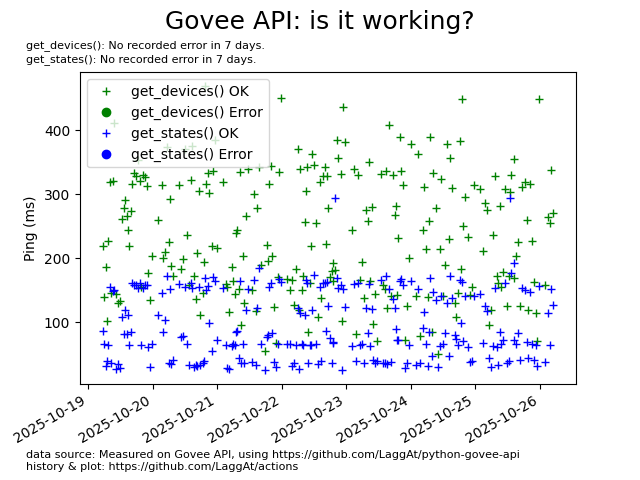 Govee API: is it working?
get_devices(): No recorded error in 7 days.
get_states(): No recorded error in 7 days.
get_devices() OK
get_devices() Error
get_states() OK
get_states() Error
Ping (ms)
400
300
200
100
2025-10-19
2025-10-20
2025-10-21
2025-10-22
2025-10-23
2025-10-24
2025-10-25
2025-10-26
data source: Measured on Govee API, using https://github.com/LaggAt/python-govee-api
history & plot: https://github.com/LaggAt/actions